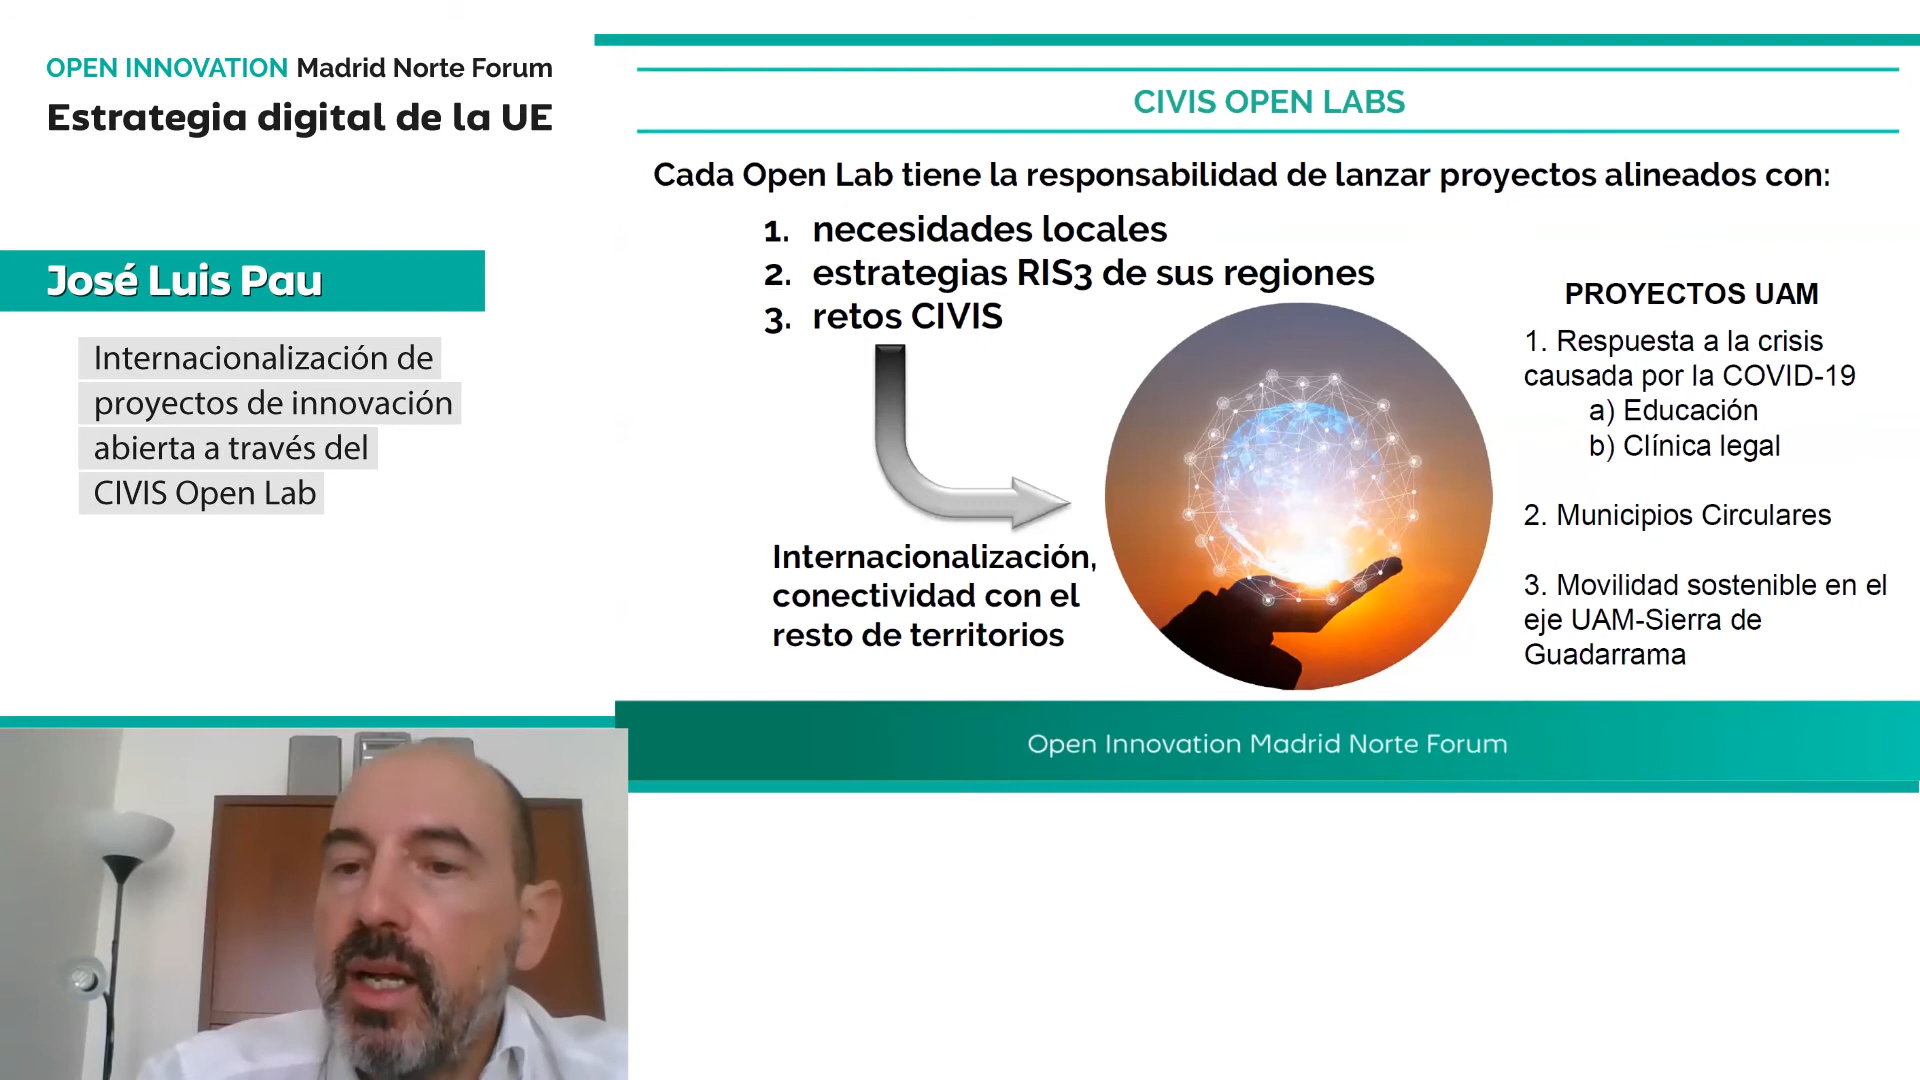 OPEN INNOVATION Madrid Norte Forum
Estrategia digital de la UE
José Luis Pau
Internacionalización de
proyectos de innovación
abierta a través del
CIVIS Open Lab
CIVIS OPEN LABS
Cada Open Lab tiene la responsabilidad de lanzar proyectos alineados con:
1. necesidades locales
2. estrategias RIS3 de sus regiones
3. retos CIVIS
Internacionalización,
conectividad con el
resto de territorios
PROYECTOS UAM
1. Respuesta a la crisis
causada por la COVID-19
a) Educación
b) Clínica legal
2. Municipios Circulares
3. Movilidad sostenible en el
eje UAM-Sierra de
Guadarrama
Open Innovation Madrid Norte Forum